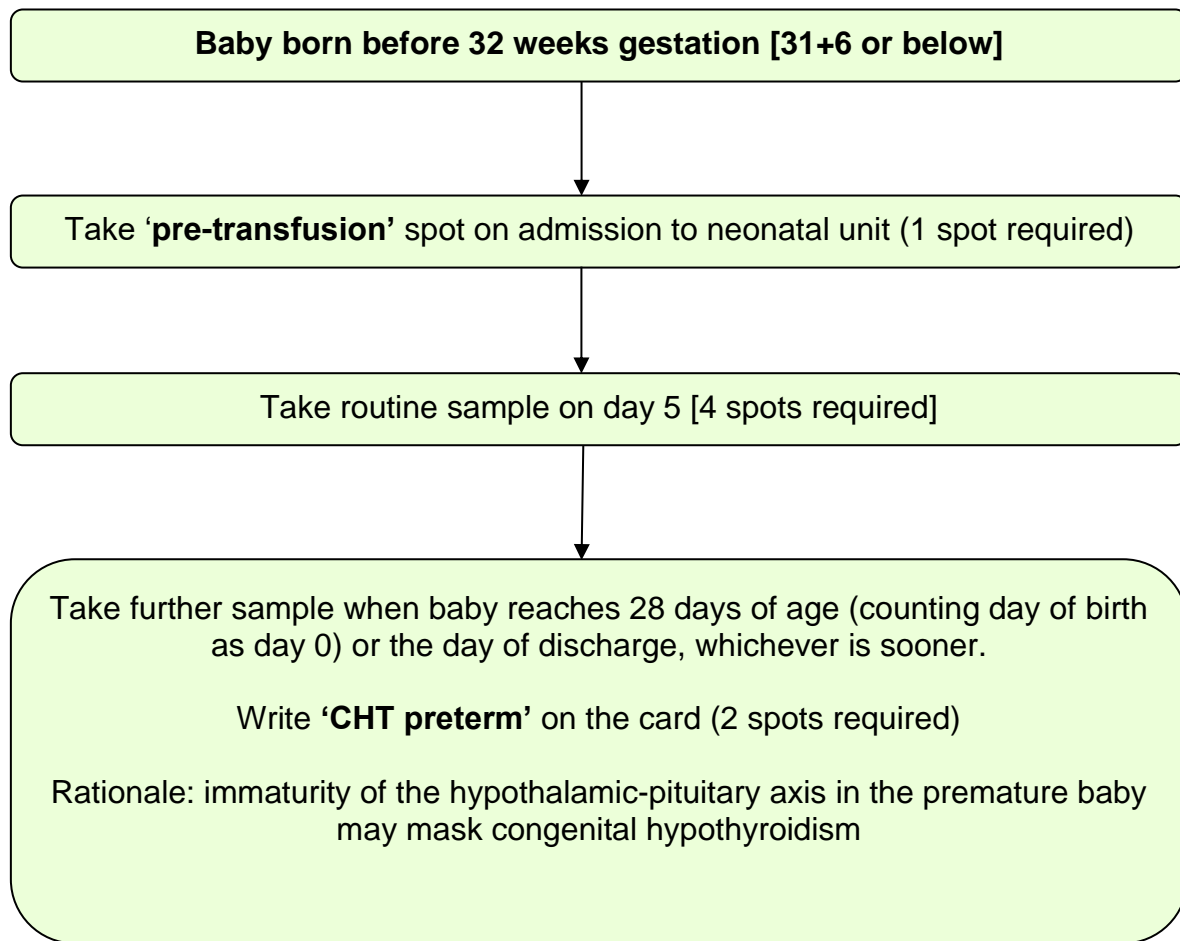 Baby born before 32 weeks gestation [31+6 or below]
Take ‘pre-transfusion’ spot on admission to neonatal unit (1 spot required)
Take routine sample on day 5 [4 spots required]
Take further sample when baby reaches 28 days of age (counting day of birth
as day 0) or the day of discharge, whichever is sooner.
Write ‘CHT preterm’ on the card (2 spots required)
Rationale: immaturity of the hypothalamic-pituitary axis in the premature baby
may mask congenital hypothyroidism